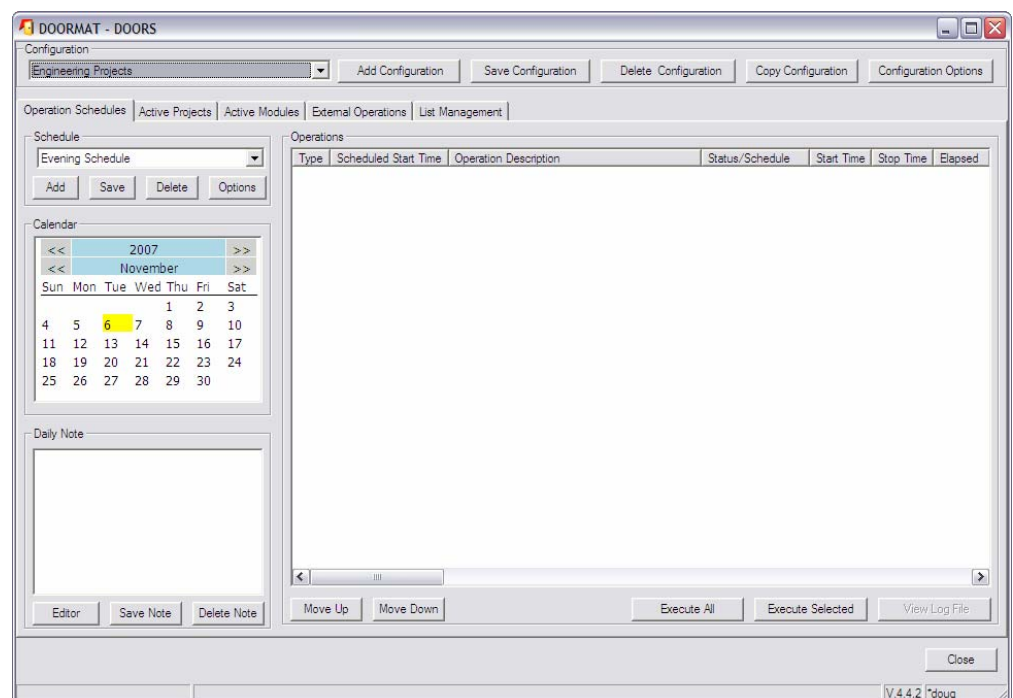 DOORMAT - DOORS
Configuration
Engineering Projects
Add Configuration
Save Configuration
Delete Configuration
Copy Configuration
Configuration Options
Operation Schedules
Active Projects
Active Modules
External Operations
List Management
Schedule
Evening Schedule
Add Save Delete Options
Calendar
<< 2007 >>
<< November >>
Sun Mon Tue Wed Thu Fri Sat
1 2 3
4 5 6 7 8 9 10
11 12 13 14 15 16 17
18 19 20 21 22 23 24
25 26 27 28 29 30
Daily Note
Editor Save Note Delete Note
Operations
Type Scheduled Start Time Operation Description Status/Schedule Start Time Stop Time Elapsed
Move Up Move Down Execute All Execute Selected View Log File
Close
V.4.4.2 *doug